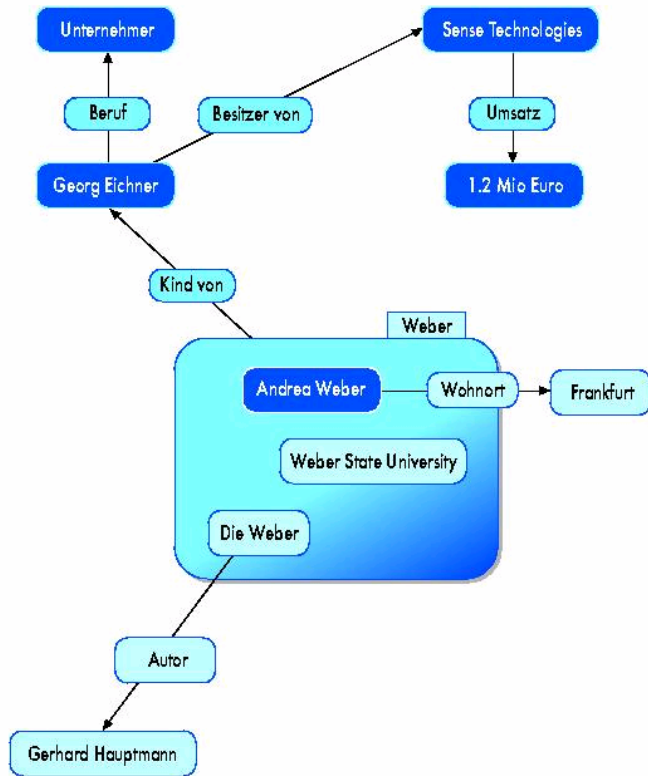 Unternehmer
Sense Technologies
Beruf
Besitzer von
Umsatz
Georg Eichner
1.2 Mio Euro
Kind von
Weber
Andrea Weber
Wohnort
Frankfurt
Weber State University
Die Weber
Autor
Gerhard Hauptmann